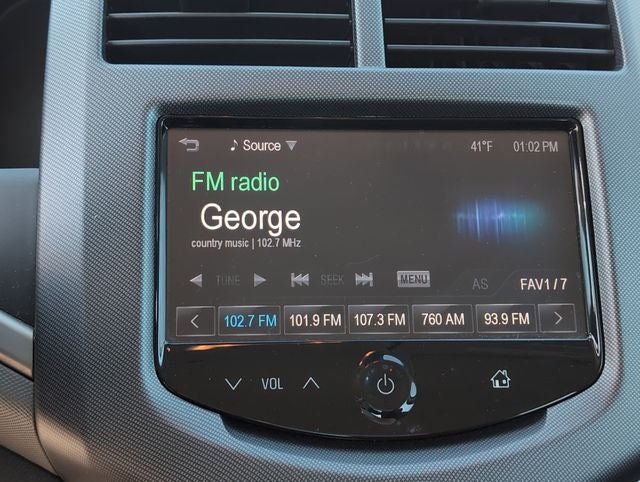 Source 41°F 01:02 PM
FM radio
George
country music | 102.7 MHz
TUNE SEEK MENU AS FAV1 / 7
102.7 FM 101.9 FM 107.3 FM 760 AM 93.9 FM
VOL